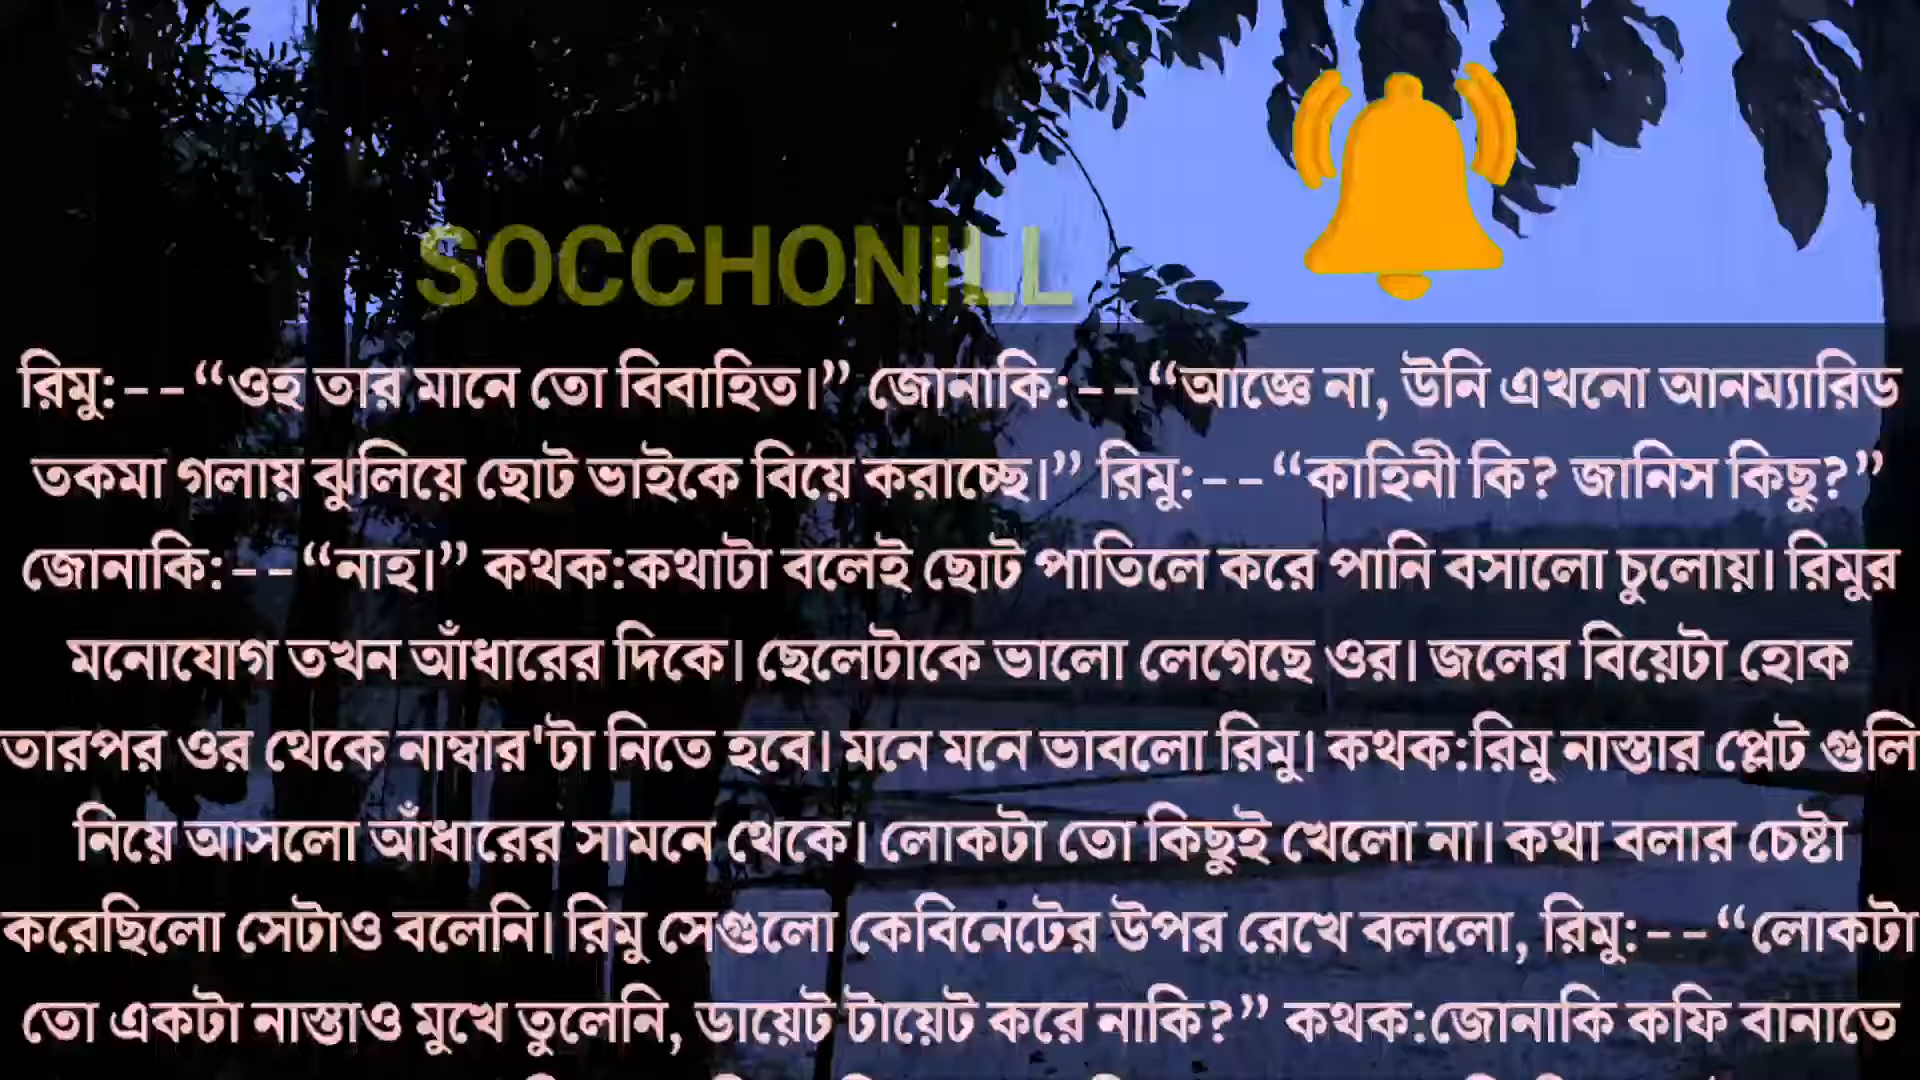 SOCCHONILL
রিমু:--“ওহ তার মানে তো বিবাহিত।” জোনাকি:--“আজ্ঞে না, উনি এখনো আনম্যারিড
তকমা গলায় ঝুলিয়ে ছোট ভাইকে বিয়ে করাচ্ছে।” রিমু:--“কাহিনী কি? জানিস কিছু?”
জোনাকি:--“নাহ।” কথক:কথাটা বলেই ছোট পাতিলে করে পানি বসালো চুলোয়। রিমুর
মনোযোগ তখন আঁধারের দিকে। ছেলেটাকে ভালো লেগেছে ওর। জলের বিয়েটা হোক
তারপর ওর থেকে নাম্বার'টা নিতে হবে। মনে মনে ভাবলো রিমু। কথক:রিমু নাস্তার প্লেট গুলি
নিয়ে আসলো আঁধারের সামনে থেকে। লোকটা তো কিছুই খেলো না। কথা বলার চেষ্টা
করেছিলো সেটাও বলেনি। রিমু সেগুলো কেবিনেটের উপর রেখে বললো, রিমু:--“লোকটা
তো একটা নাস্তাও মুখে তুলেনি, ডায়েট টায়েট করে নাকি?” কথক:জোনাকি কফি বানাতে